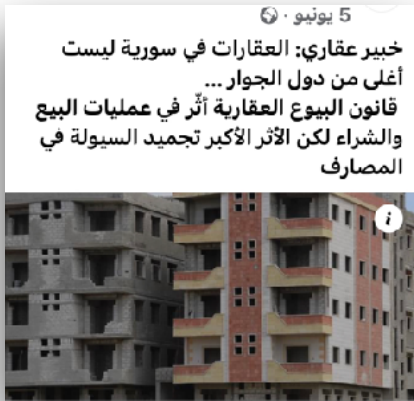 5 يونيو ·
خبير عقاري: العقارات في سورية ليست
أغلى من دول الجوار ...
قانون البيوع العقارية أثّر في عمليات البيع
والشراء لكن الأثر الأكبر تجميد السيولة في
المصارف